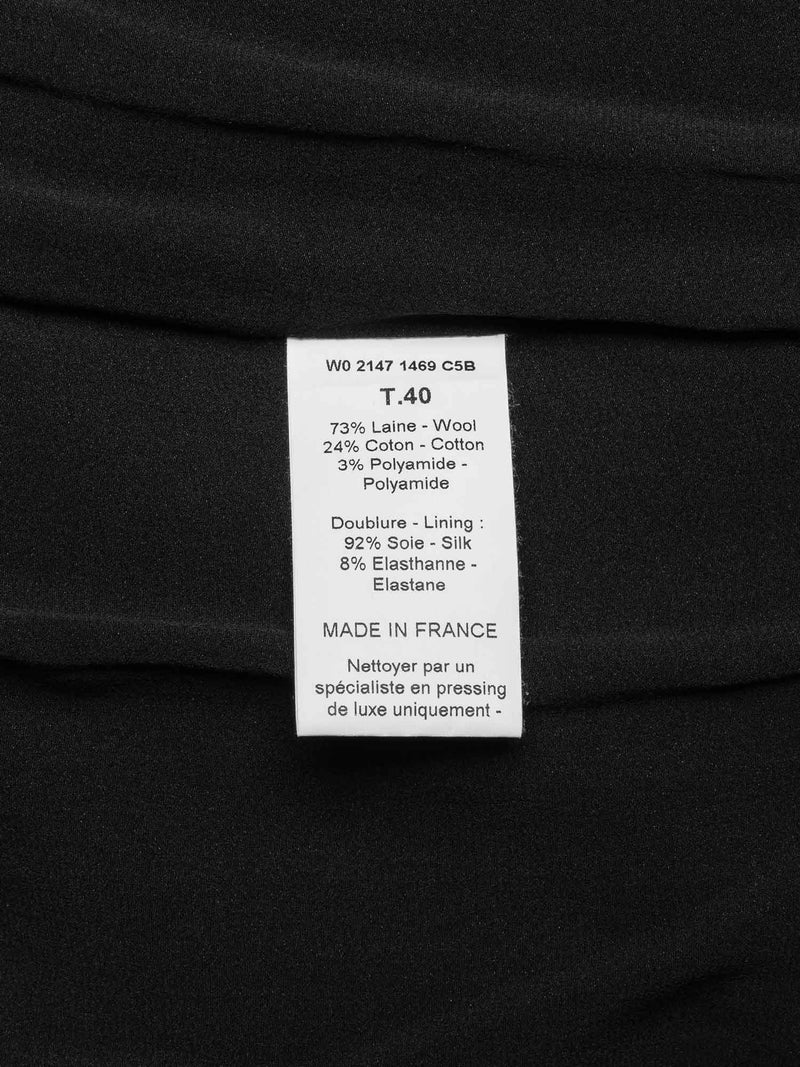 W0 2147 1469 C5B
T.40
73% Laine - Wool
24% Coton - Cotton
3% Polyamide -
Polyamide
Doublure - Lining :
92% Soie - Silk
8% Elasthanne -
Elastane
MADE IN FRANCE
Nettoyer par un
spécialiste en pressing
de luxe uniquement -